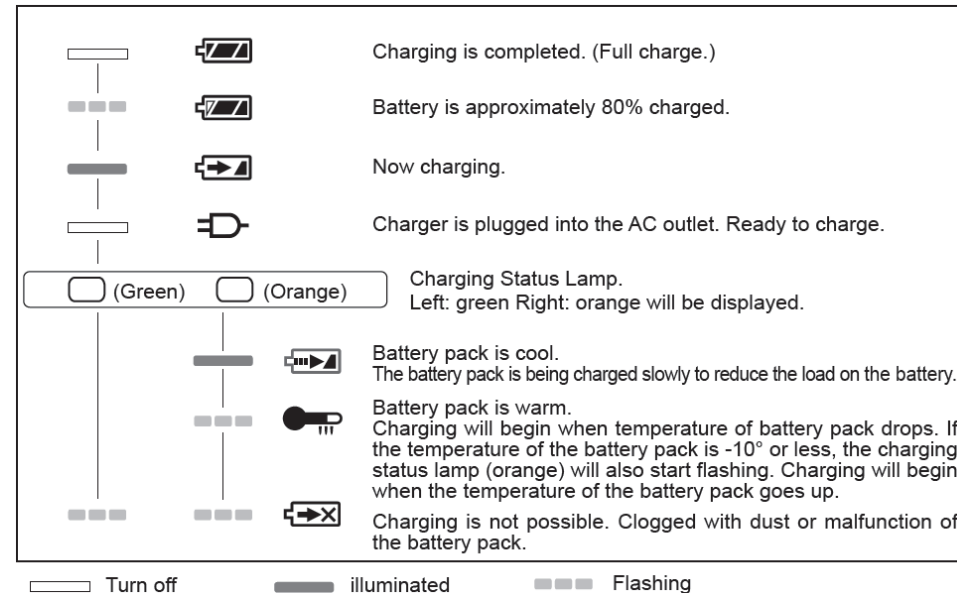 Charging is completed. (Full charge.)
Battery is approximately 80% charged.
Now charging.
Charger is plugged into the AC outlet. Ready to charge.
(Green) (Orange)
Charging Status Lamp.
Left: green Right: orange will be displayed.
Battery pack is cool.
The battery pack is being charged slowly to reduce the load on the battery.
Battery pack is warm.
Charging will begin when temperature of battery pack drops. If
the temperature of the battery pack is -10° or less, the charging
status lamp (orange) will also start flashing. Charging will begin
when the temperature of the battery pack goes up.
Charging is not possible. Clogged with dust or malfunction of
the battery pack.
Turn off illuminated Flashing